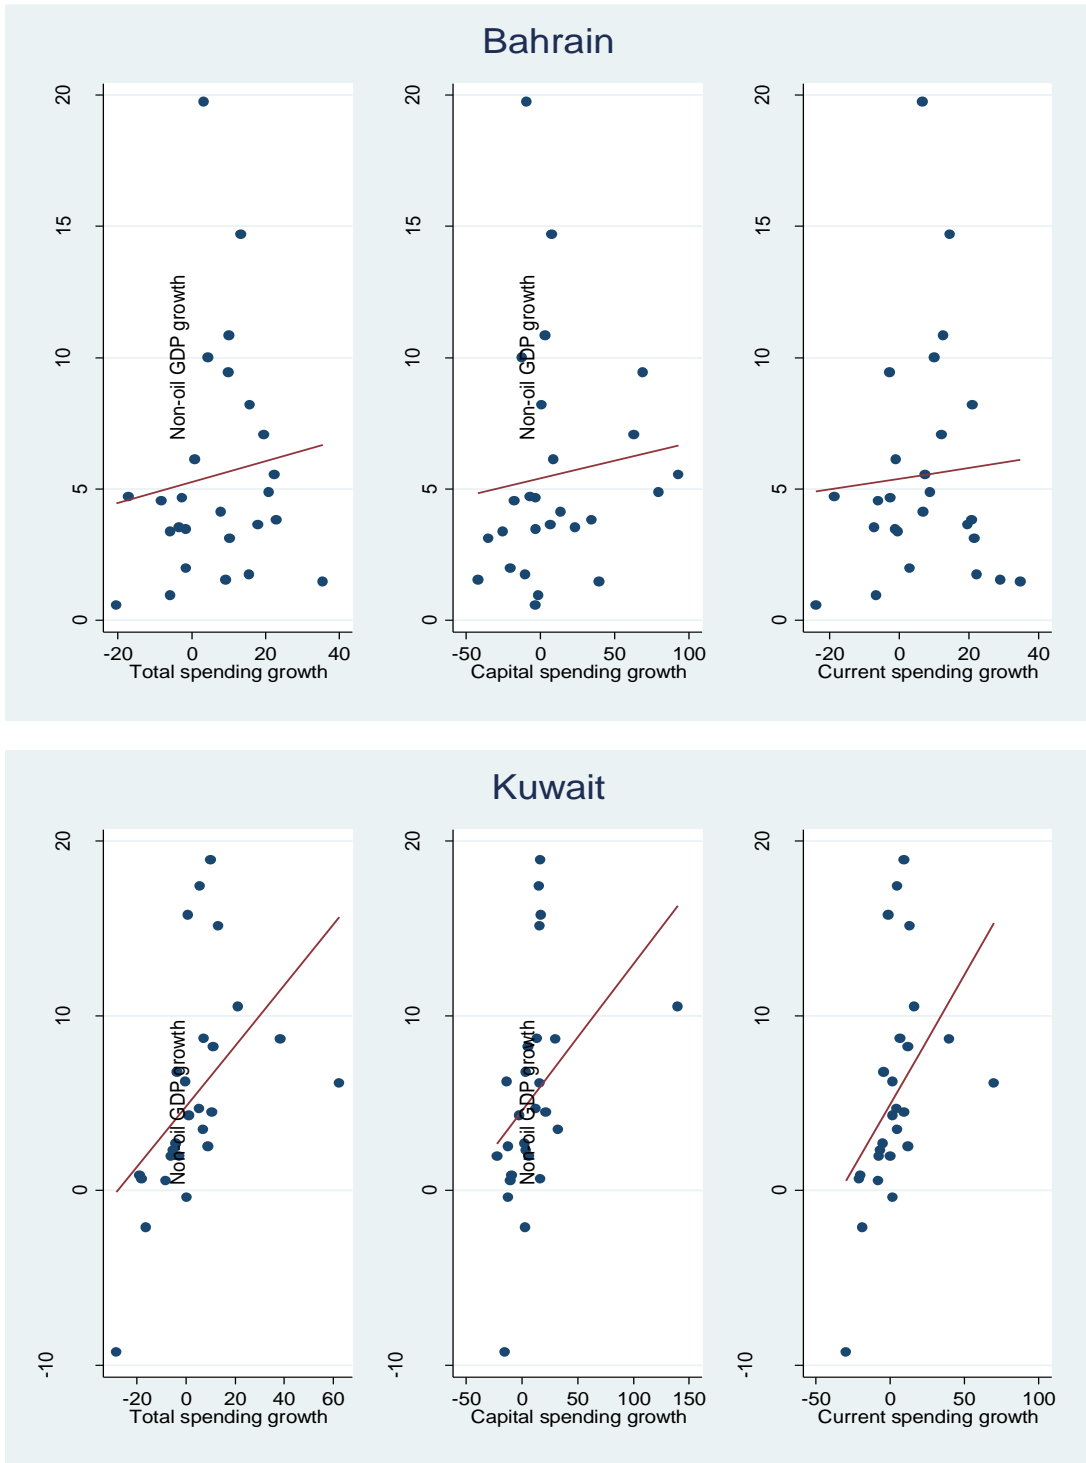 Bahrain
20
15
10
5
0
Non-oil GDP growth
-20 0 20 40
Total spending growth
20
15
10
5
0
Non-oil GDP growth
-50 0 50 100
Capital spending growth
20
15
10
5
0
-20 0 20 40
Current spending growth
Kuwait
20
10
0
-10
Non-oil GDP growth
-20 0 20 40 60
Total spending growth
20
10
0
-10
Non-oil GDP growth
-50 0 50 100 150
Capital spending growth
20
10
0
-10
-50 0 50 100
Current spending growth